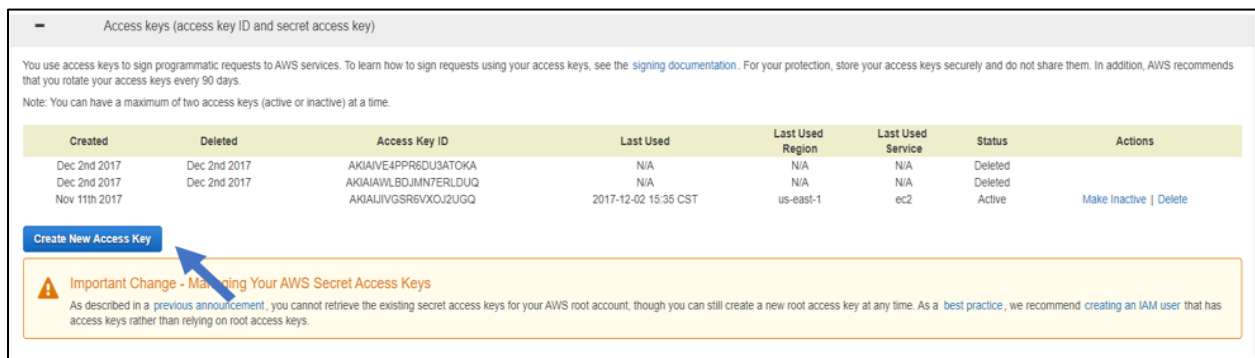 Access keys (access key ID and secret access key)
You use access keys to sign programmatic requests to AWS services. To learn how to sign requests using your access keys, see the signing documentation. For your protection, store your access keys securely and do not share them. In addition, AWS recommends
that you rotate your access keys every 90 days.
Note: You can have a maximum of two access keys (active or inactive) at a time.
Created Deleted Access Key ID Last Used Last Used Region Last Used Service Status Actions
Dec 2nd 2017 Dec 2nd 2017 AKIAIVE4PPR6DU3ATOKA N/A N/A N/A Deleted
Dec 2nd 2017 Dec 2nd 2017 AKIAIAWLBDJMN7ERLDUQ N/A N/A N/A Deleted
Nov 11th 2017 AKIAIJIVGSR6VXOJ2UGQ 2017-12-02 15:35 CST us-east-1 ec2 Active Make Inactive | Delete
Create New Access Key
Important Change - Managing Your AWS Secret Access Keys
As described in a previous announcement, you cannot retrieve the existing secret access keys for your AWS root account, though you can still create a new root access key at any time. As a best practice, we recommend creating an IAM user that has
access keys rather than relying on root access keys.